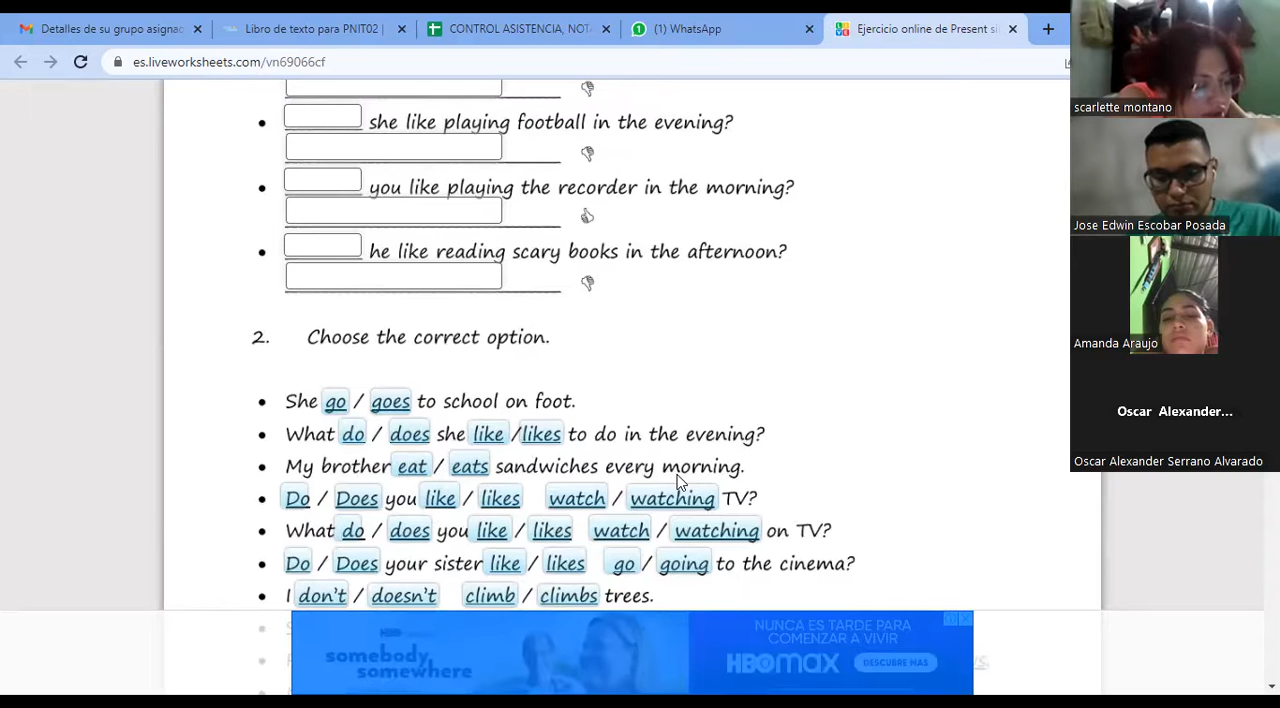 Detalles de su grupo asignac
Libro de texto para PNIT02 |
CONTROL ASISTENCIA, NOT
(1) WhatsApp
Ejercicio online de Present si
es.liveworksheets.com/vn69066cf
she like playing football in the evening?
you like playing the recorder in the morning?
he like reading scary books in the afternoon?
2. Choose the correct option.
She go / goes to school on foot.
What do / does she like /likes to do in the evening?
My brother eat / eats sandwiches every morning.
Do / Does you like / likes watch / watching TV?
What do / does you like / likes watch / watching on TV?
Do / Does your sister like / likes go / going to the cinema?
I don't / doesn't climb / climbs trees.
HBO
somebody
somewhere
NUNCA ES TARDE PARA
COMENZAR A VIVIR
HBOMAX
DESCUBRE MÁS
scarlette montano
Jose Edwin Escobar Posada
Amanda Araujo
Oscar Alexander...
Oscar Alexander Serrano Alvarado